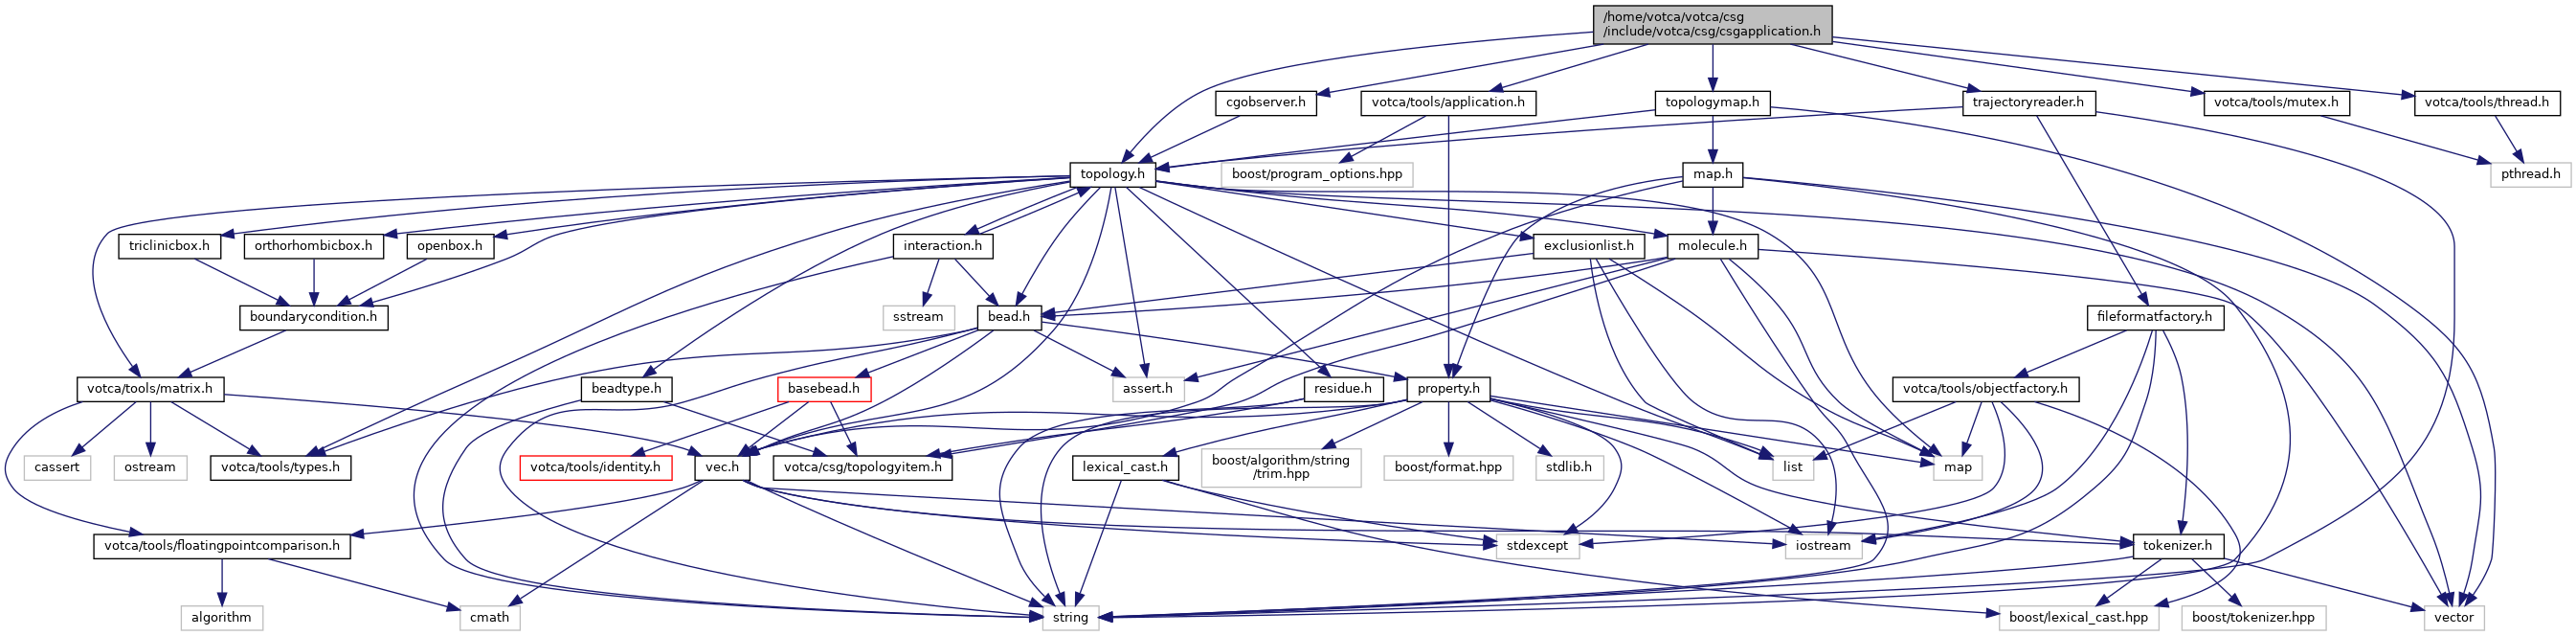 /home/votca/votca/csg
/include/votca/csg/csgapplication.h
cgobserver.h
votca/tools/application.h
topologymap.h
trajectoryreader.h
votca/tools/mutex.h
votca/tools/thread.h
topology.h
boost/program_options.hpp
map.h
pthread.h
triclinicbox.h
orthorhombicbox.h
openbox.h
interaction.h
exclusionlist.h
molecule.h
boundarycondition.h
sstream
bead.h
fileformatfactory.h
votca/tools/matrix.h
beadtype.h
basebead.h
assert.h
residue.h
property.h
votca/tools/objectfactory.h
cassert
ostream
votca/tools/types.h
votca/tools/identity.h
vec.h
votca/csg/topologyitem.h
lexical_cast.h
boost/algorithm/string
/trim.hpp
boost/format.hpp
stdlib.h
list
map
votca/tools/floatingpointcomparison.h
stdexcept
iostream
tokenizer.h
algorithm
cmath
string
boost/lexical_cast.hpp
boost/tokenizer.hpp
vector